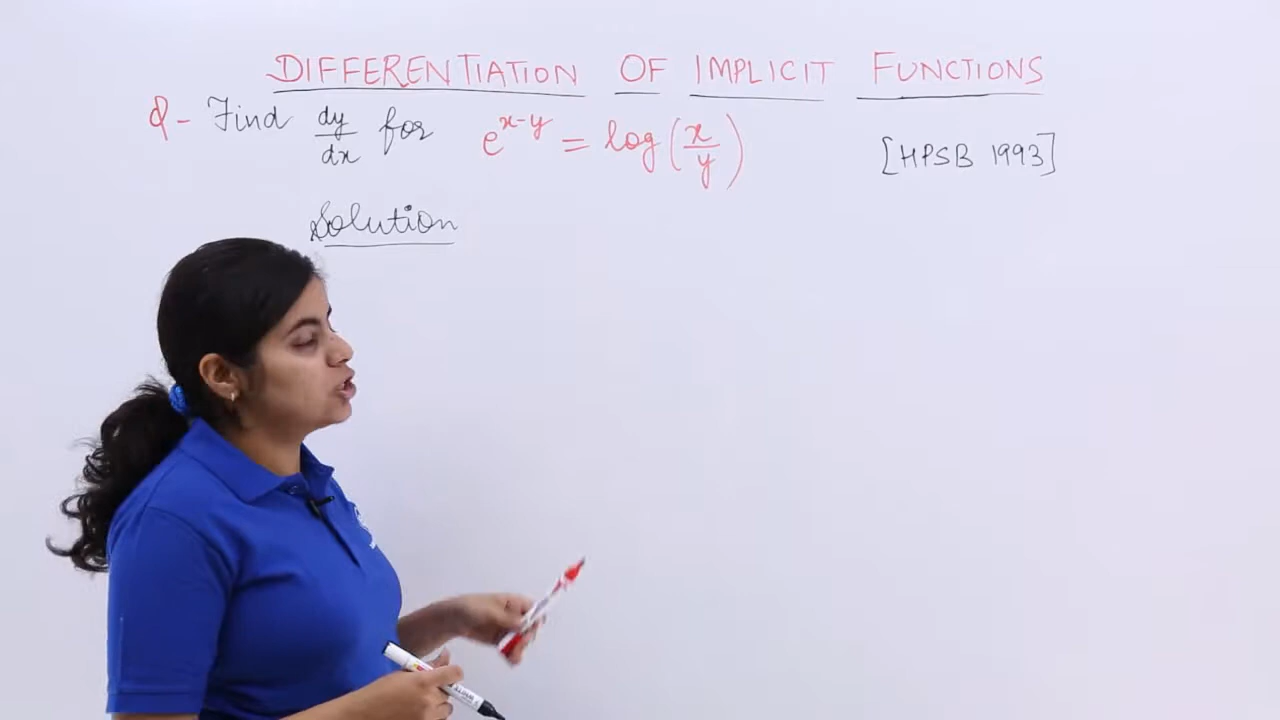 DIFFERENTIATION OF IMPLICIT FUNCTIONS
Q - Find dy/dx for e^{x-y} = log(x/y) [HPSB 1993]
Solution